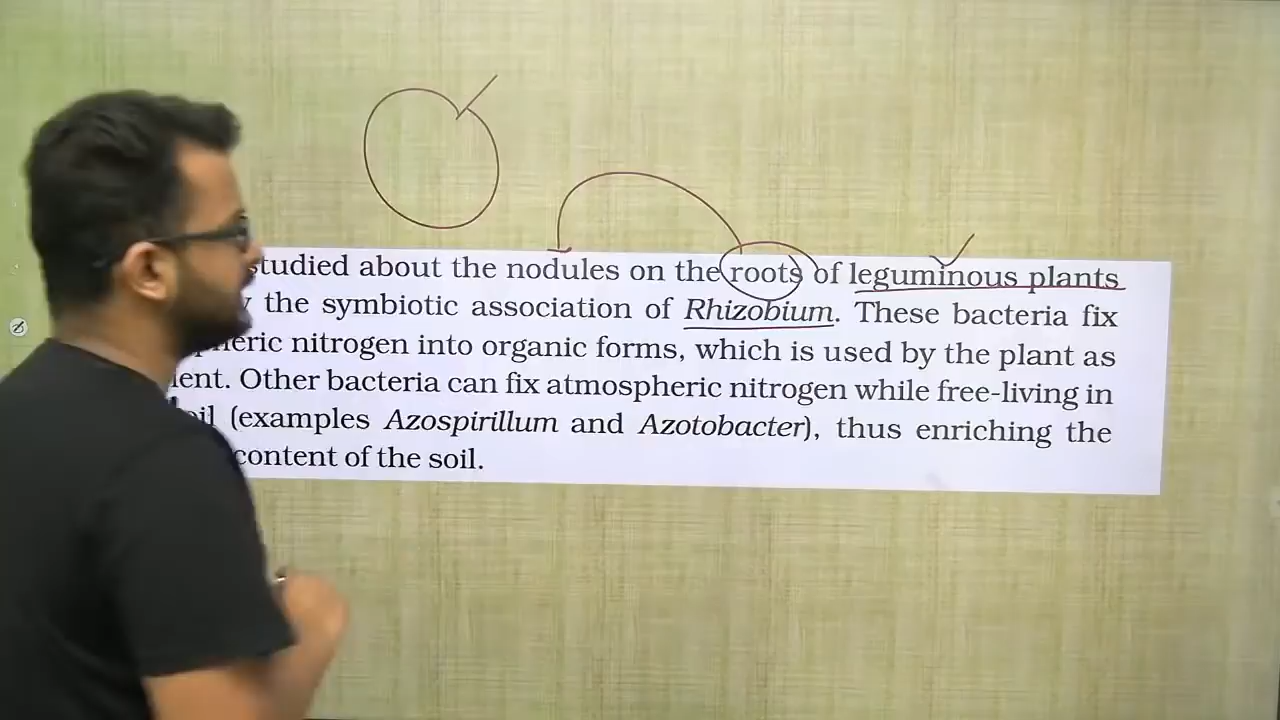 studied about the nodules on the roots of leguminous plants
the symbiotic association of Rhizobium. These bacteria fix
nitrogen into organic forms, which is used by the plant as
Other bacteria can fix atmospheric nitrogen while free-living in
(examples Azospirillum and Azotobacter), thus enriching the
content of the soil.